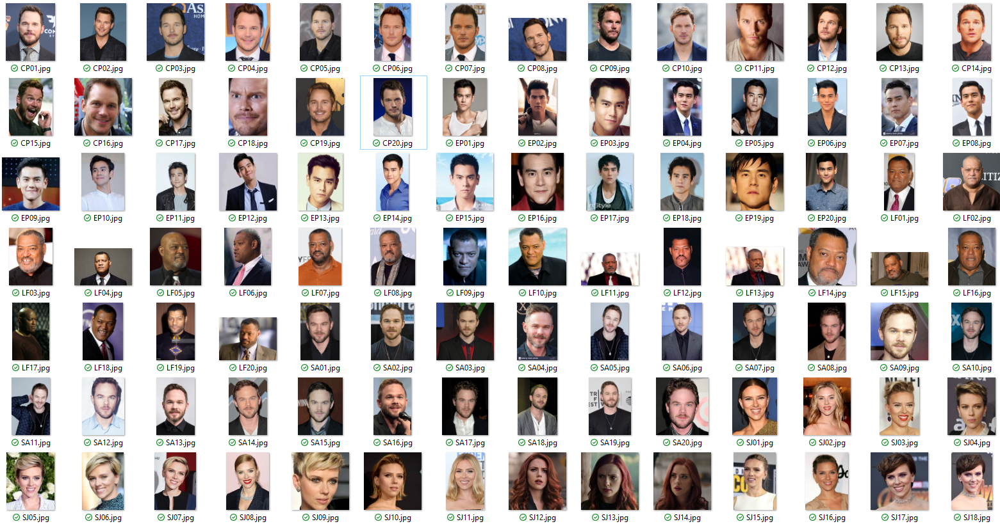 CP01.jpg CP02.jpg CP03.jpg CP04.jpg CP05.jpg CP06.jpg CP07.jpg CP08.jpg CP09.jpg CP10.jpg CP11.jpg CP12.jpg CP13.jpg CP14.jpg
CP15.jpg CP16.jpg CP17.jpg CP18.jpg CP19.jpg CP20.jpg EP01.jpg EP02.jpg EP03.jpg EP04.jpg EP05.jpg EP06.jpg EP07.jpg EP08.jpg
EP09.jpg EP10.jpg EP11.jpg EP12.jpg EP13.jpg EP14.jpg EP15.jpg EP16.jpg EP17.jpg EP18.jpg EP19.jpg EP20.jpg LF01.jpg LF02.jpg
LF03.jpg LF04.jpg LF05.jpg LF06.jpg LF07.jpg LF08.jpg LF09.jpg LF10.jpg LF11.jpg LF12.jpg LF13.jpg LF14.jpg LF15.jpg LF16.jpg
LF17.jpg LF18.jpg LF19.jpg LF20.jpg SA01.jpg SA02.jpg SA03.jpg SA04.jpg SA05.jpg SA06.jpg SA07.jpg SA08.jpg SA09.jpg SA10.jpg
SA11.jpg SA12.jpg SA13.jpg SA14.jpg SA15.jpg SA16.jpg SA17.jpg SA18.jpg SA19.jpg SA20.jpg SJ01.jpg SJ02.jpg SJ03.jpg SJ04.jpg
SJ05.jpg SJ06.jpg SJ07.jpg SJ08.jpg SJ09.jpg SJ10.jpg SJ11.jpg SJ12.jpg SJ13.jpg SJ14.jpg SJ15.jpg SJ16.jpg SJ17.jpg SJ18.jpg